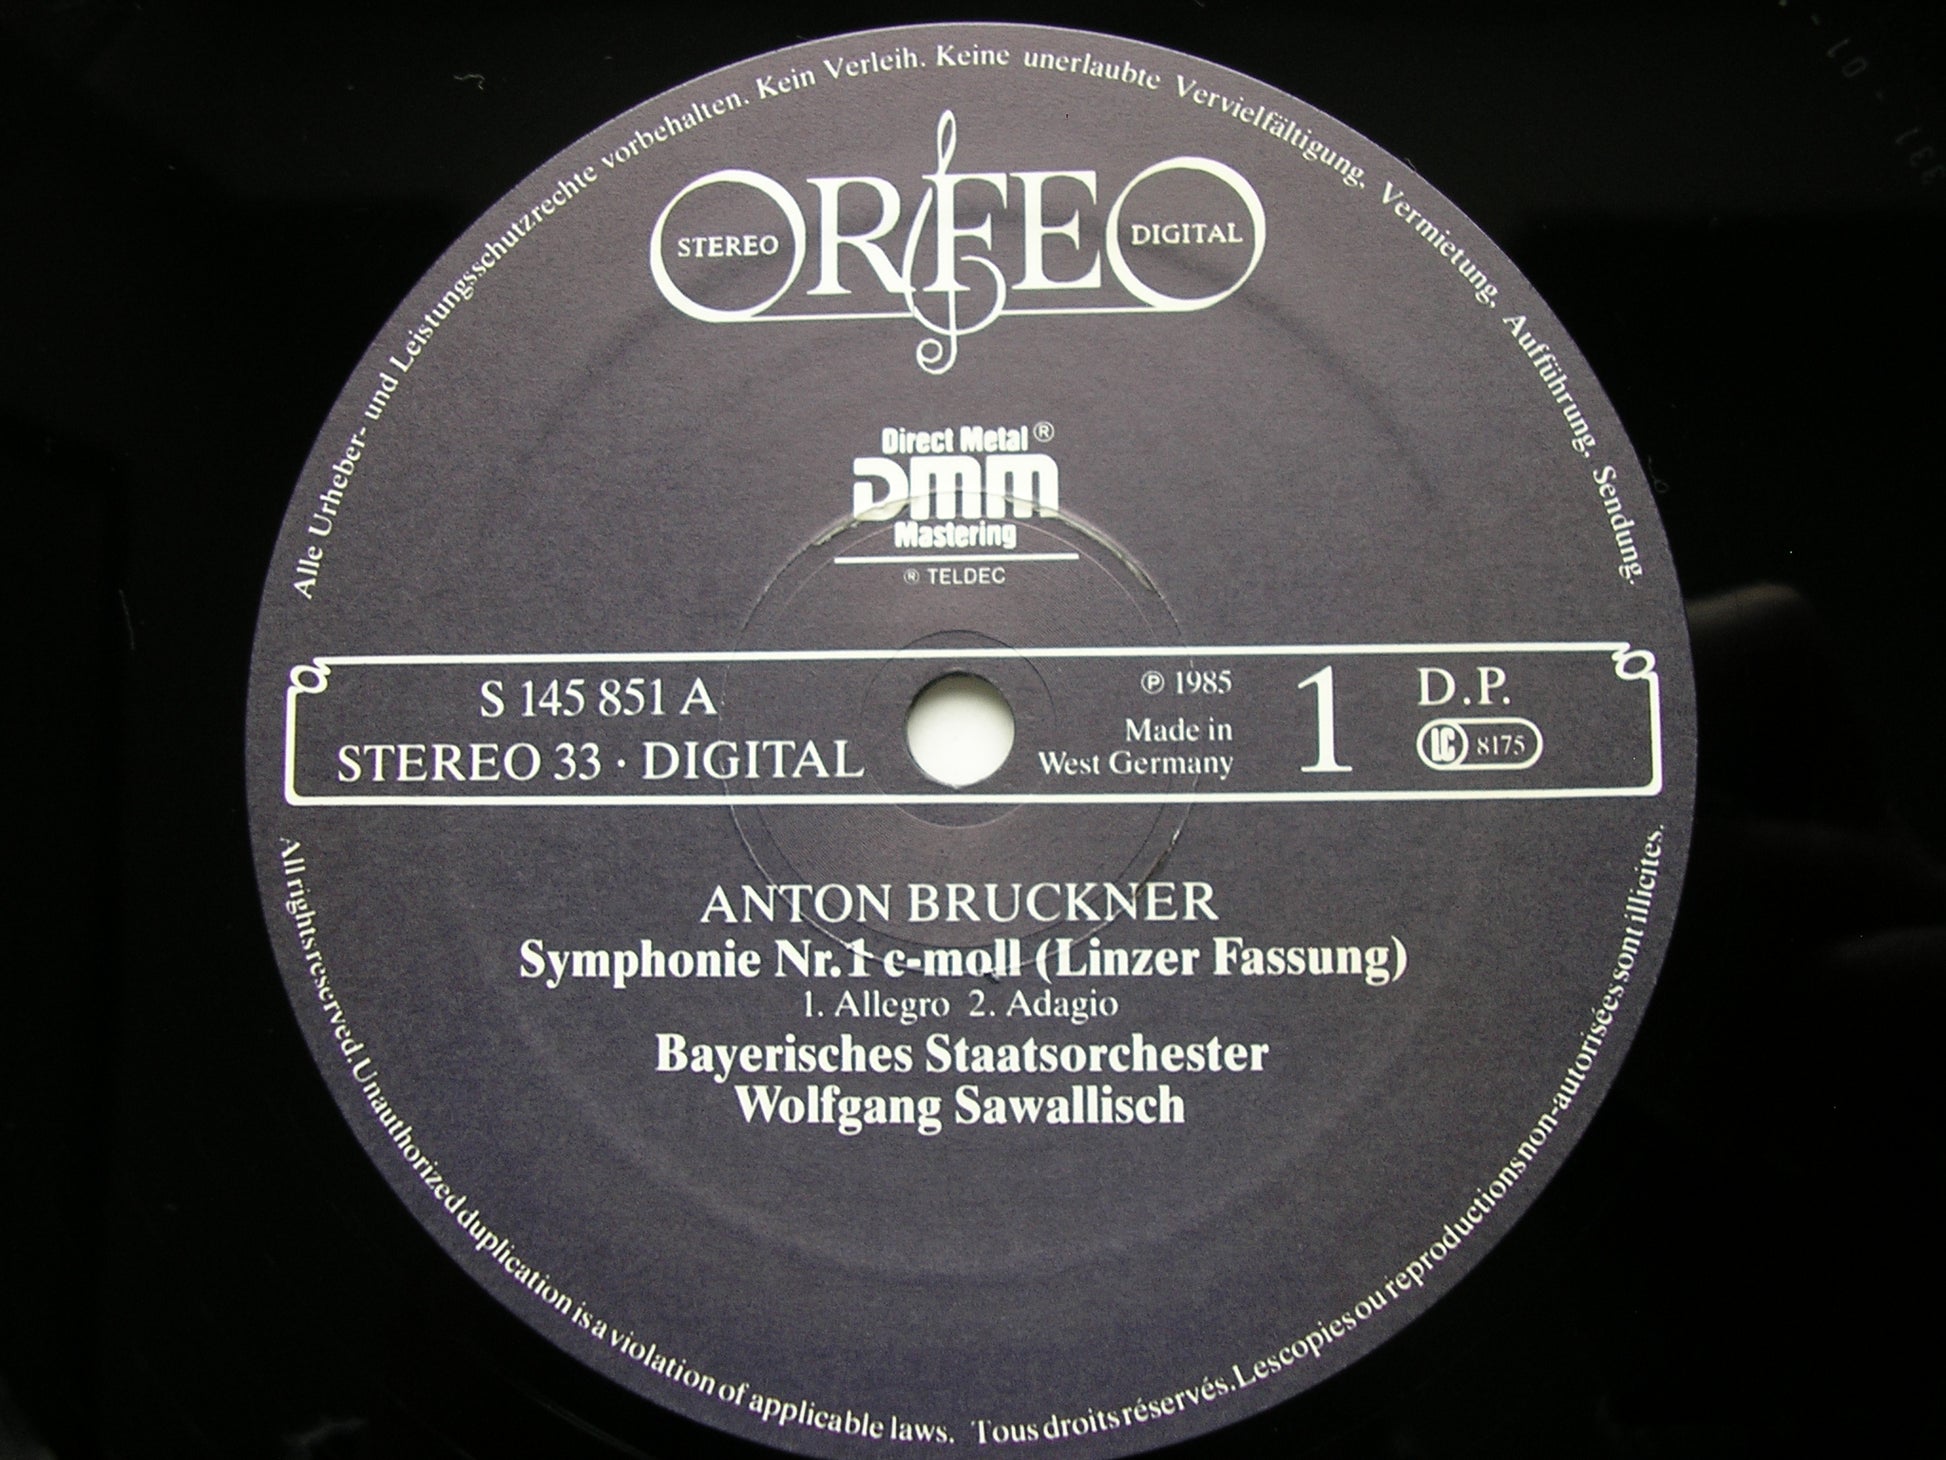 Alle Urheber- und Leistungsschutzrechte vorbehalten. Kein Verleih. Keine unerlaubte Vervielfältigung, Vermietung, Aufführung, Sendung.
ORFEO
STEREO
DIGITAL
Direct Metal ®
DMM
Mastering
® TELDEC
S 145 851 A
STEREO 33 · DIGITAL
℗ 1985
Made in
West Germany
1
D.P.
LC 8175
ANTON BRUCKNER
Symphonie Nr. 1 c-moll (Linzer Fassung)
1. Allegro 2. Adagio
Bayerisches Staatsorchester
Wolfgang Sawallisch
All rights reserved. Unauthorized duplication is a violation of applicable laws. Tous droits réservés. Les copies ou reproductions non-autorisées sont illicites.